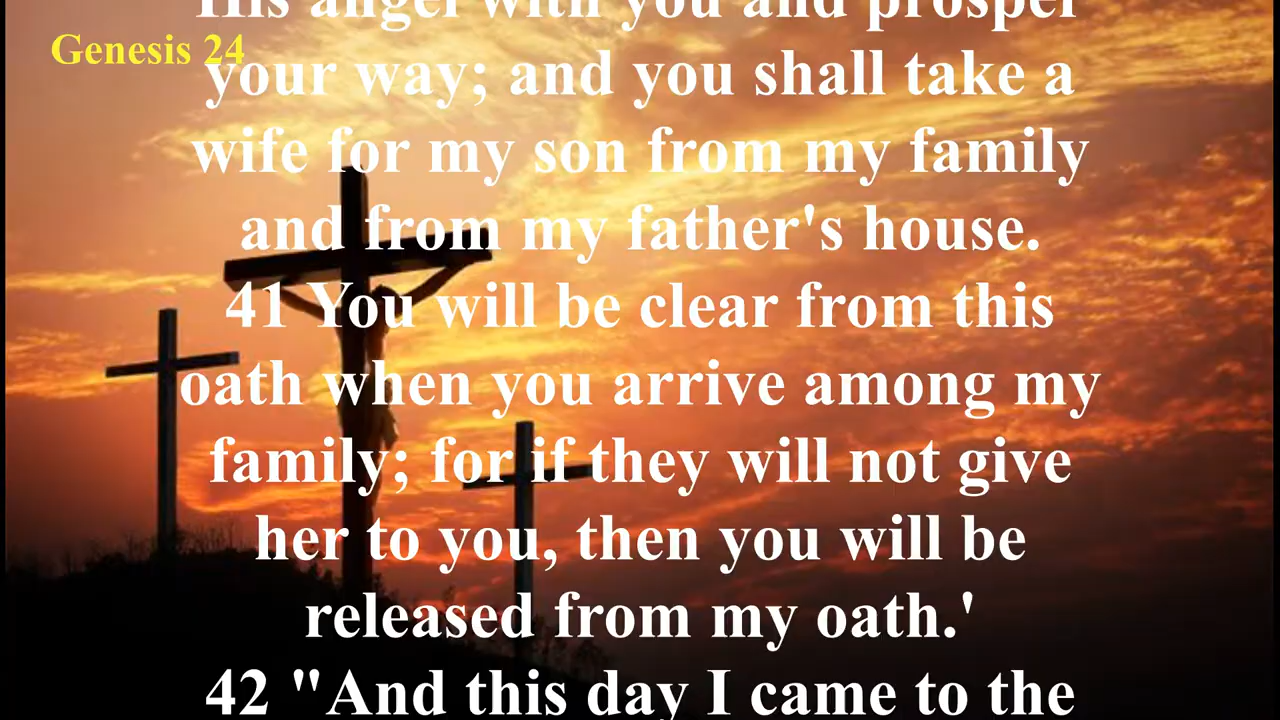 His angel with you and prosper
Genesis 24
your way; and you shall take a
wife for my son from my family
and from my father's house.
41 You will be clear from this
oath when you arrive among my
family; for if they will not give
her to you, then you will be
released from my oath.'
42 "And this day I came to the